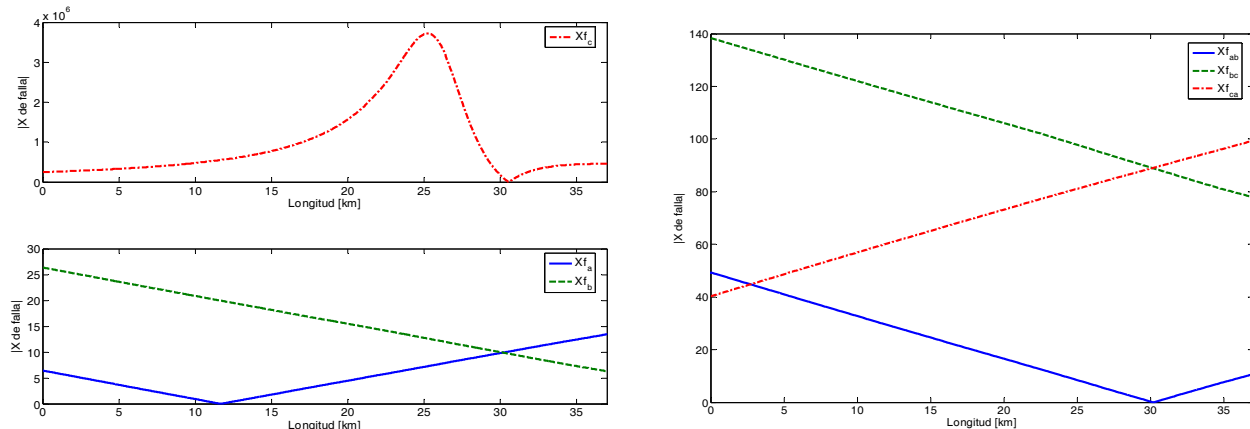 x 10^6
4
3
2
1
0
|X de falla|
Xf_c
0 5 10 15 20 25 30 35
Longitud [km]
30
25
20
15
10
5
0
|X de falla|
Xf_a
Xf_b
0 5 10 15 20 25 30 35
Longitud [km]
140
120
100
80
60
40
20
0
|X de falla|
Xf_ab
Xf_bc
Xf_ca
0 5 10 15 20 25 30 35
Longitud [km]